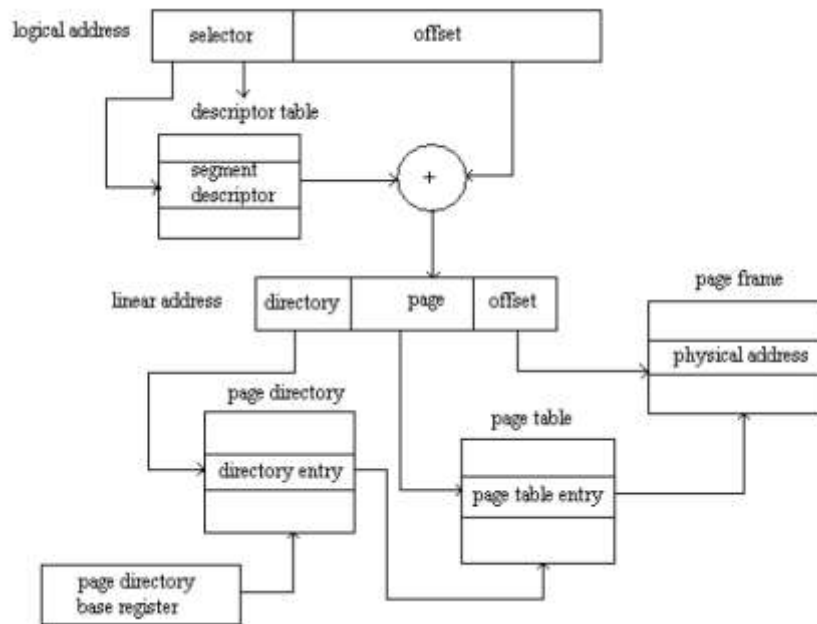 logical address
selector
offset
descriptor table
segment
descriptor
+
linear address
directory
page
offset
page frame
physical address
page directory
directory entry
page table
page table entry
page directory
base register